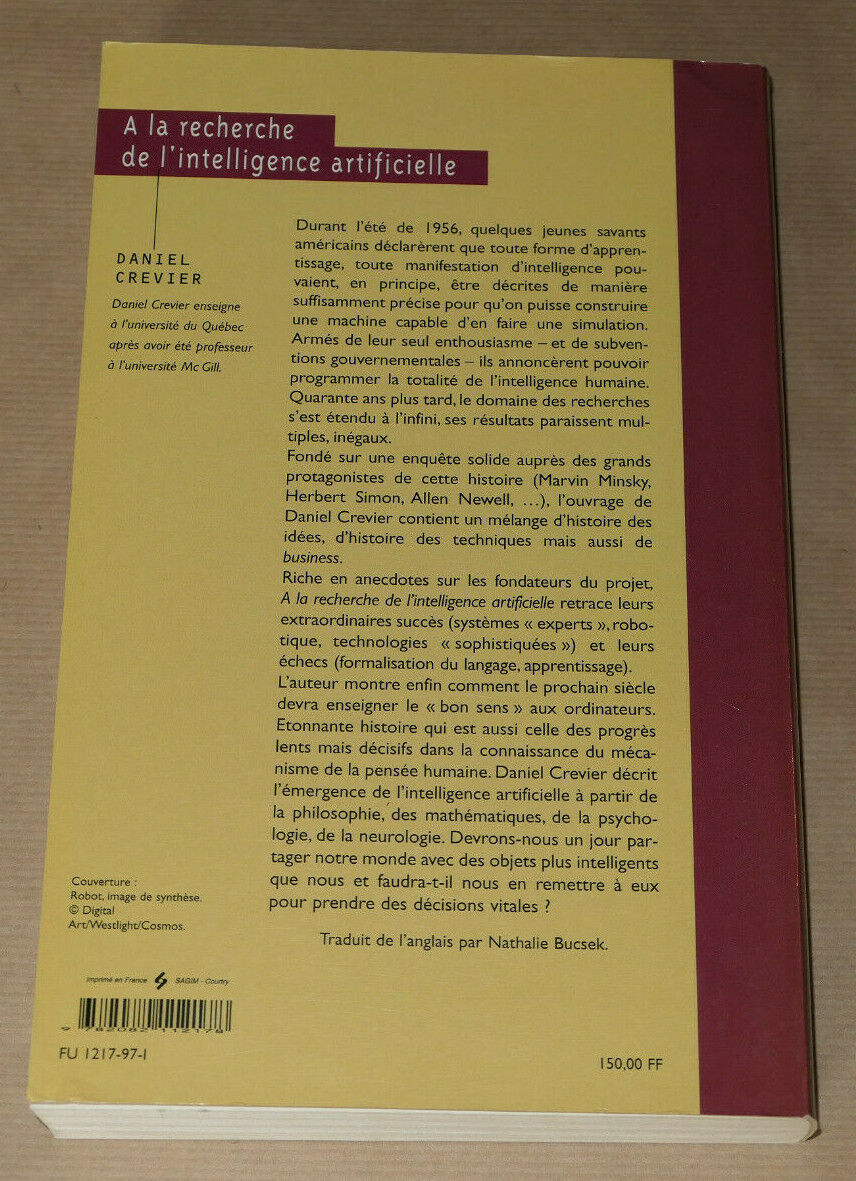 A la recherche
de l'intelligence artificielle
DANIEL
CREVIER
Daniel Crevier enseigne
à l'université du Québec
après avoir été professeur
à l'université Mc Gill.
Durant l'été de 1956, quelques jeunes savants
américains déclarèrent que toute forme d'appren-
tissage, toute manifestation d'intelligence pou-
vaient, en principe, être décrites de manière
suffisamment précise pour qu'on puisse construire
une machine capable d'en faire une simulation.
Armés de leur seul enthousiasme – et de subven-
tions gouvernementales – ils annoncèrent pouvoir
programmer la totalité de l'intelligence humaine.
Quarante ans plus tard, le domaine des recherches
s'est étendu à l'infini, ses résultats paraissent mul-
tiples, inégaux.
Fondé sur une enquête solide auprès des grands
protagonistes de cette histoire (Marvin Minsky,
Herbert Simon, Allen Newell, ...), l'ouvrage de
Daniel Crevier contient un mélange d'histoire des
idées, d'histoire des techniques mais aussi de
business.
Riche en anecdotes sur les fondateurs du projet,
A la recherche de l'intelligence artificielle retrace leurs
extraordinaires succès (systèmes « experts », robo-
tique, technologies « sophistiquées ») et leurs
échecs (formalisation du langage, apprentissage).
L'auteur montre enfin comment le prochain siècle
devra enseigner le « bon sens » aux ordinateurs.
Etonnante histoire qui est aussi celle des progrès
lents mais décisifs dans la connaissance du méca-
nisme de la pensée humaine. Daniel Crevier décrit
l'émergence de l'intelligence artificielle à partir de
la philosophie, des mathématiques, de la psycho-
logie, de la neurologie. Devrons-nous un jour par-
tager notre monde avec des objets plus intelligents
que nous et faudra-t-il nous en remettre à eux
pour prendre des décisions vitales ?
Traduit de l'anglais par Nathalie Bucsek.
Couverture :
Robot, image de synthèse.
© Digital
Art/Westlight/Cosmos.
Imprimé en France SAGIM - Courtry
9 782082 112178
FU 1217-97-I
150,00 FF